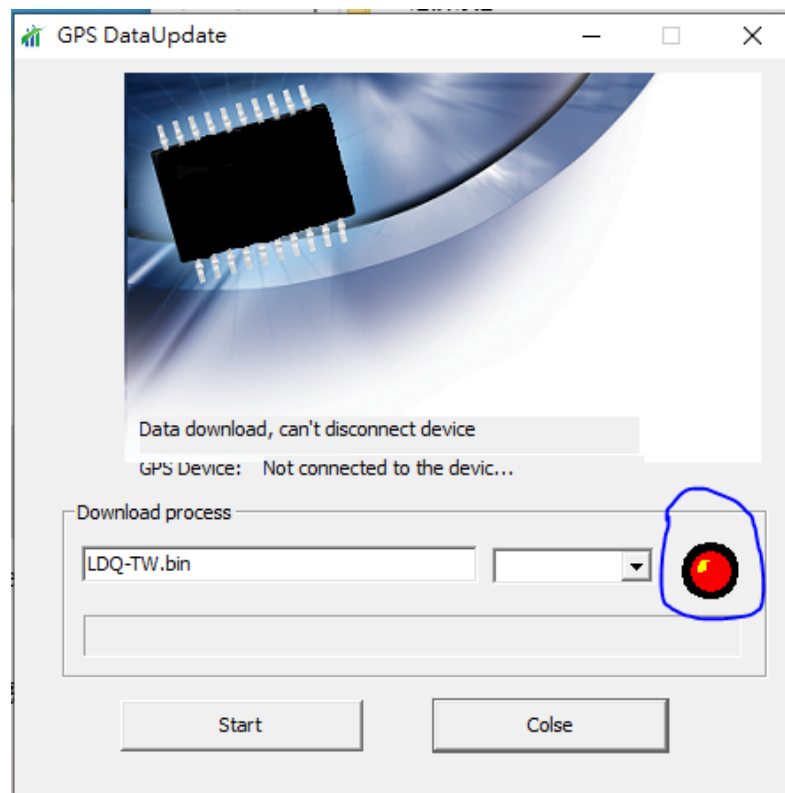 GPS DataUpdate
Data download, can't disconnect device
GPS Device: Not connected to the devic...
Download process
LDQ-TW.bin
Start
Colse